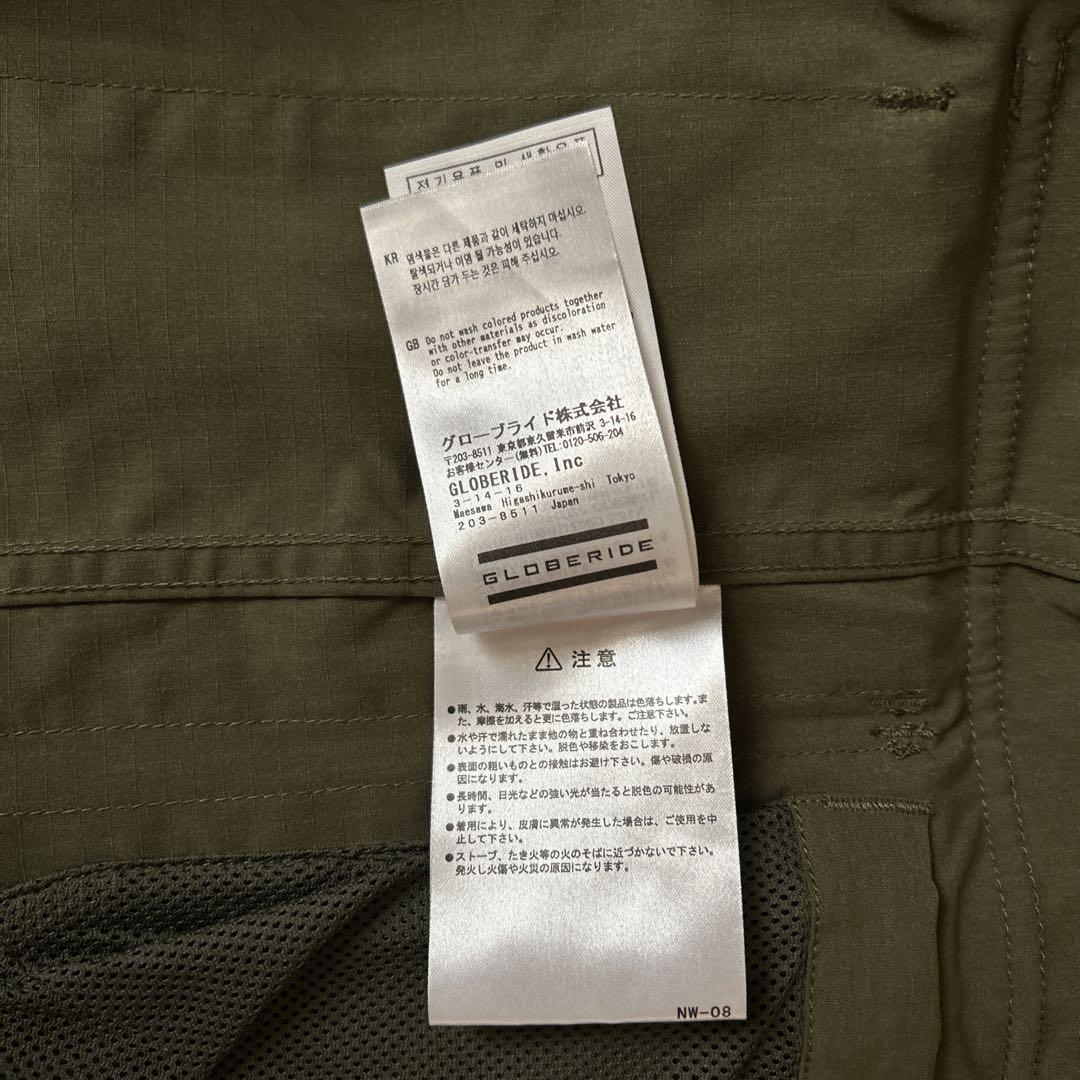 전기용품 및 생활용품
KR 염색물은 다른 제품과 같이 세탁하지 마십시오.
탈색되거나 이염 될 가능성이 있습니다.
장시간 담가 두는 것은 피해 주십시오.
GB Do not wash colored products together
with other materials as discoloration
or color-transfer may occur.
Do not leave the product in wash water
for a long time.
グローブライド株式会社
〒203-8511 東京都東久留米市前沢 3-14-16
お客様センター(無料)TEL:0120-506-204
GLOBERIDE, Inc
3-14-16
Maesawa Higashikurume-shi Tokyo
203-8511 Japan
GLOBERIDE
⚠ 注意
●雨、水、海水、汗等で湿った状態の製品は色落ちします。ま
た、摩擦を加えると更に色落ちします。ご注意下さい。
●水や汗で濡れたまま他の物と重ね合わせたり、放置しな
いようにして下さい。脱色や移染をおこします。
●表面の粗いものとの接触はお避け下さい。傷や破損の原
因になります。
●長時間、日光などの強い光が当たると脱色の可能性があ
ります。
●着用により、皮膚に異常が発生した場合は、ご使用を中
止して下さい。
●ストーブ、たき火等の火のそばに近づかないで下さい。
発火し火傷や火災の原因になります。
NW-08